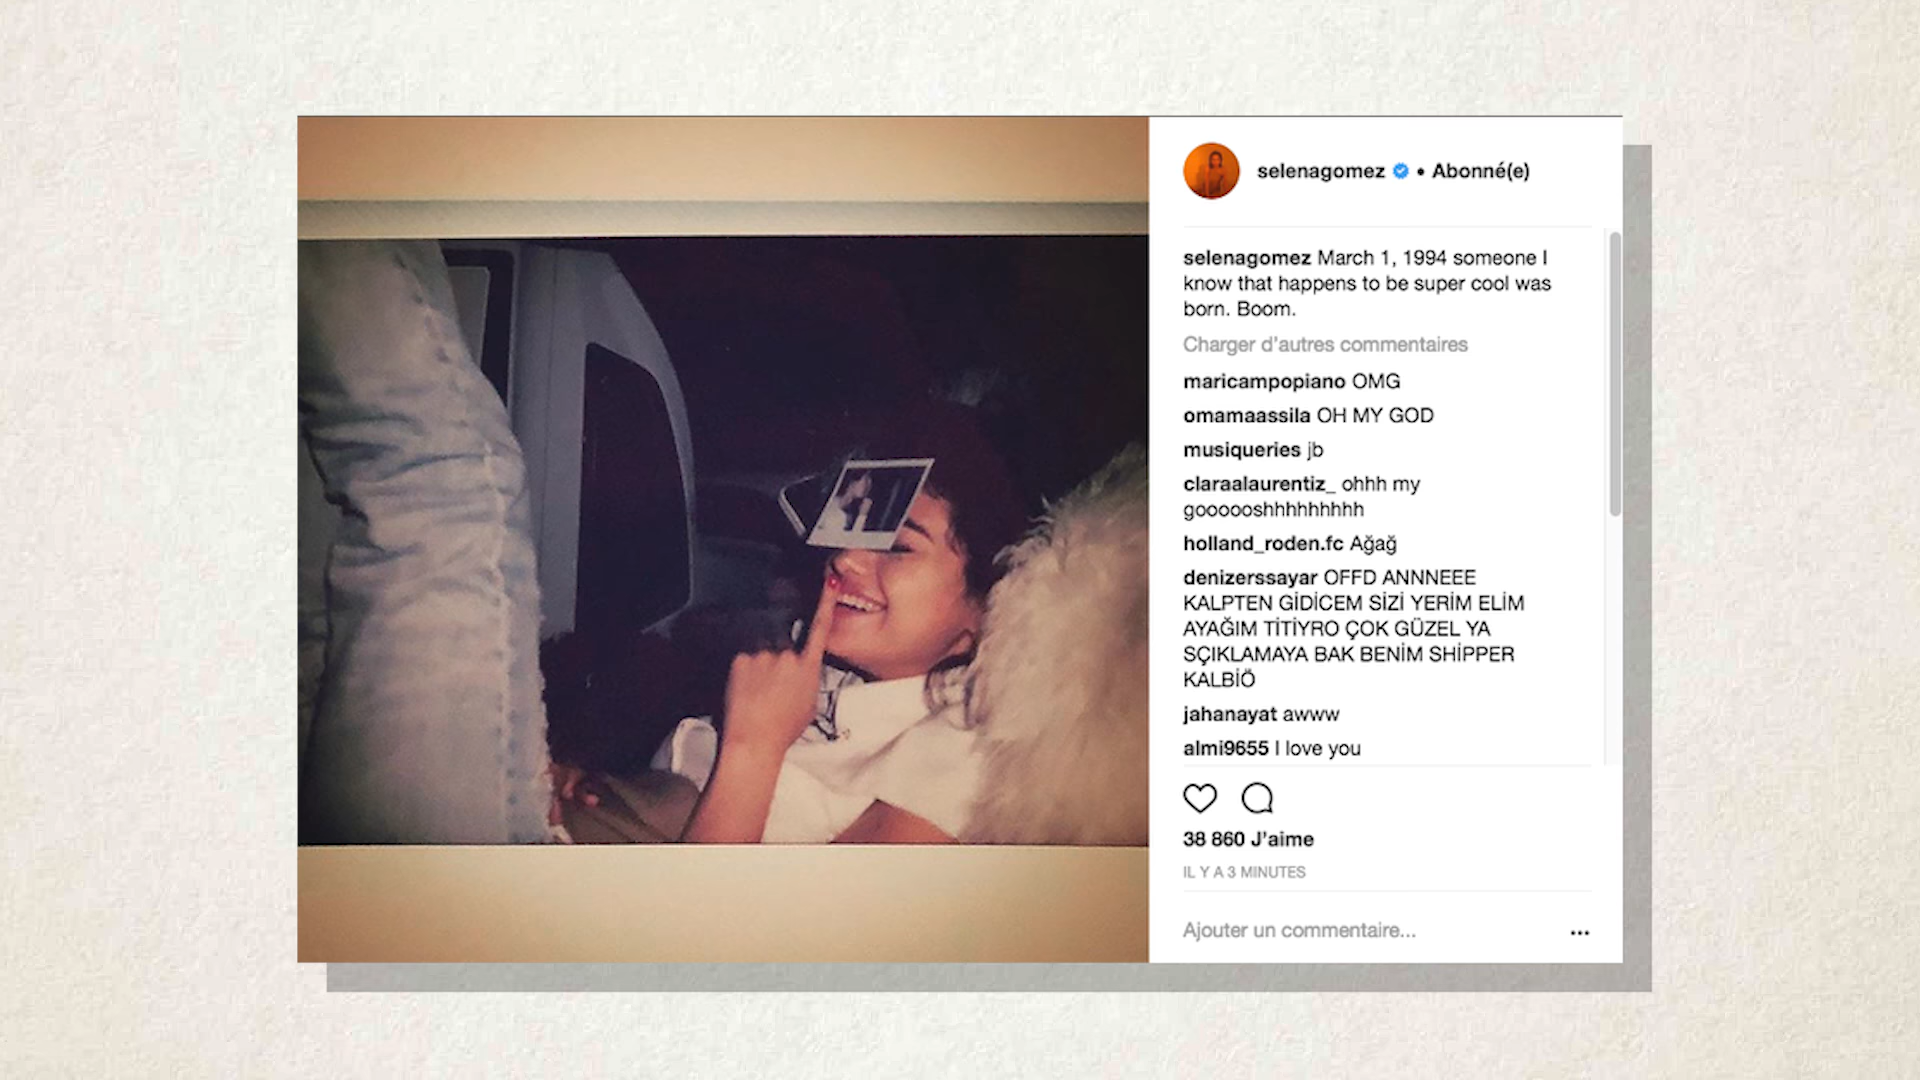 selenagomez • Abonné(e)
selenagomez March 1, 1994 someone I
know that happens to be super cool was
born. Boom.
Charger d'autres commentaires
maricampopiano OMG
omamaassila OH MY GOD
musiqueries jb
claraalaurentiz_ ohhh my
goooooshhhhhhhhh
holland_roden.fc Ağağ
denizerssayar OFFD ANNNEEE
KALPTEN GİDİCEM SİZİ YERİM ELİM
AYAĞIM TİTİYRO ÇOK GÜZEL YA
SÇIKLAMAYA BAK BENİM SHİPPER
KALBİÖ
jahanayat awww
almi9655 I love you
38 860 J'aime
IL Y A 3 MINUTES
Ajouter un commentaire...